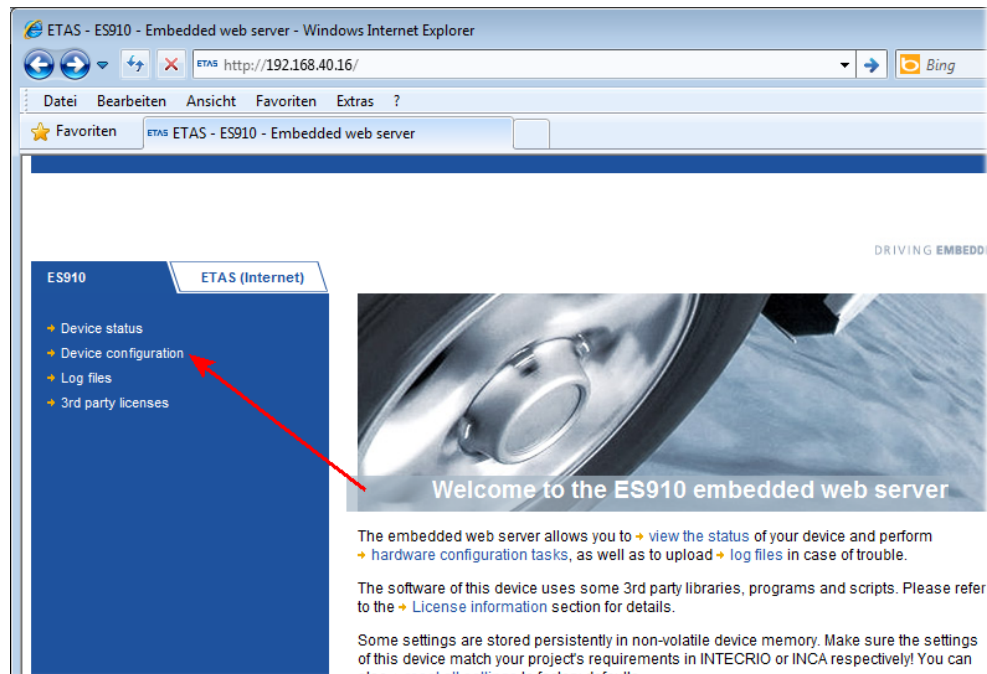 ETAS - ES910 - Embedded web server - Windows Internet Explorer
ETAS http://192.168.40.16/ Bing
Datei Bearbeiten Ansicht Favoriten Extras ?
Favoriten ETAS ETAS - ES910 - Embedded web server
DRIVING EMBEDD
ES910 ETAS (Internet)
Device status
Device configuration
Log files
3rd party licenses
Welcome to the ES910 embedded web server
The embedded web server allows you to view the status of your device and perform
hardware configuration tasks, as well as to upload log files in case of trouble.
The software of this device uses some 3rd party libraries, programs and scripts. Please refer
to the License information section for details.
Some settings are stored persistently in non-volatile device memory. Make sure the settings
of this device match your project's requirements in INTECRIO or INCA respectively! You can